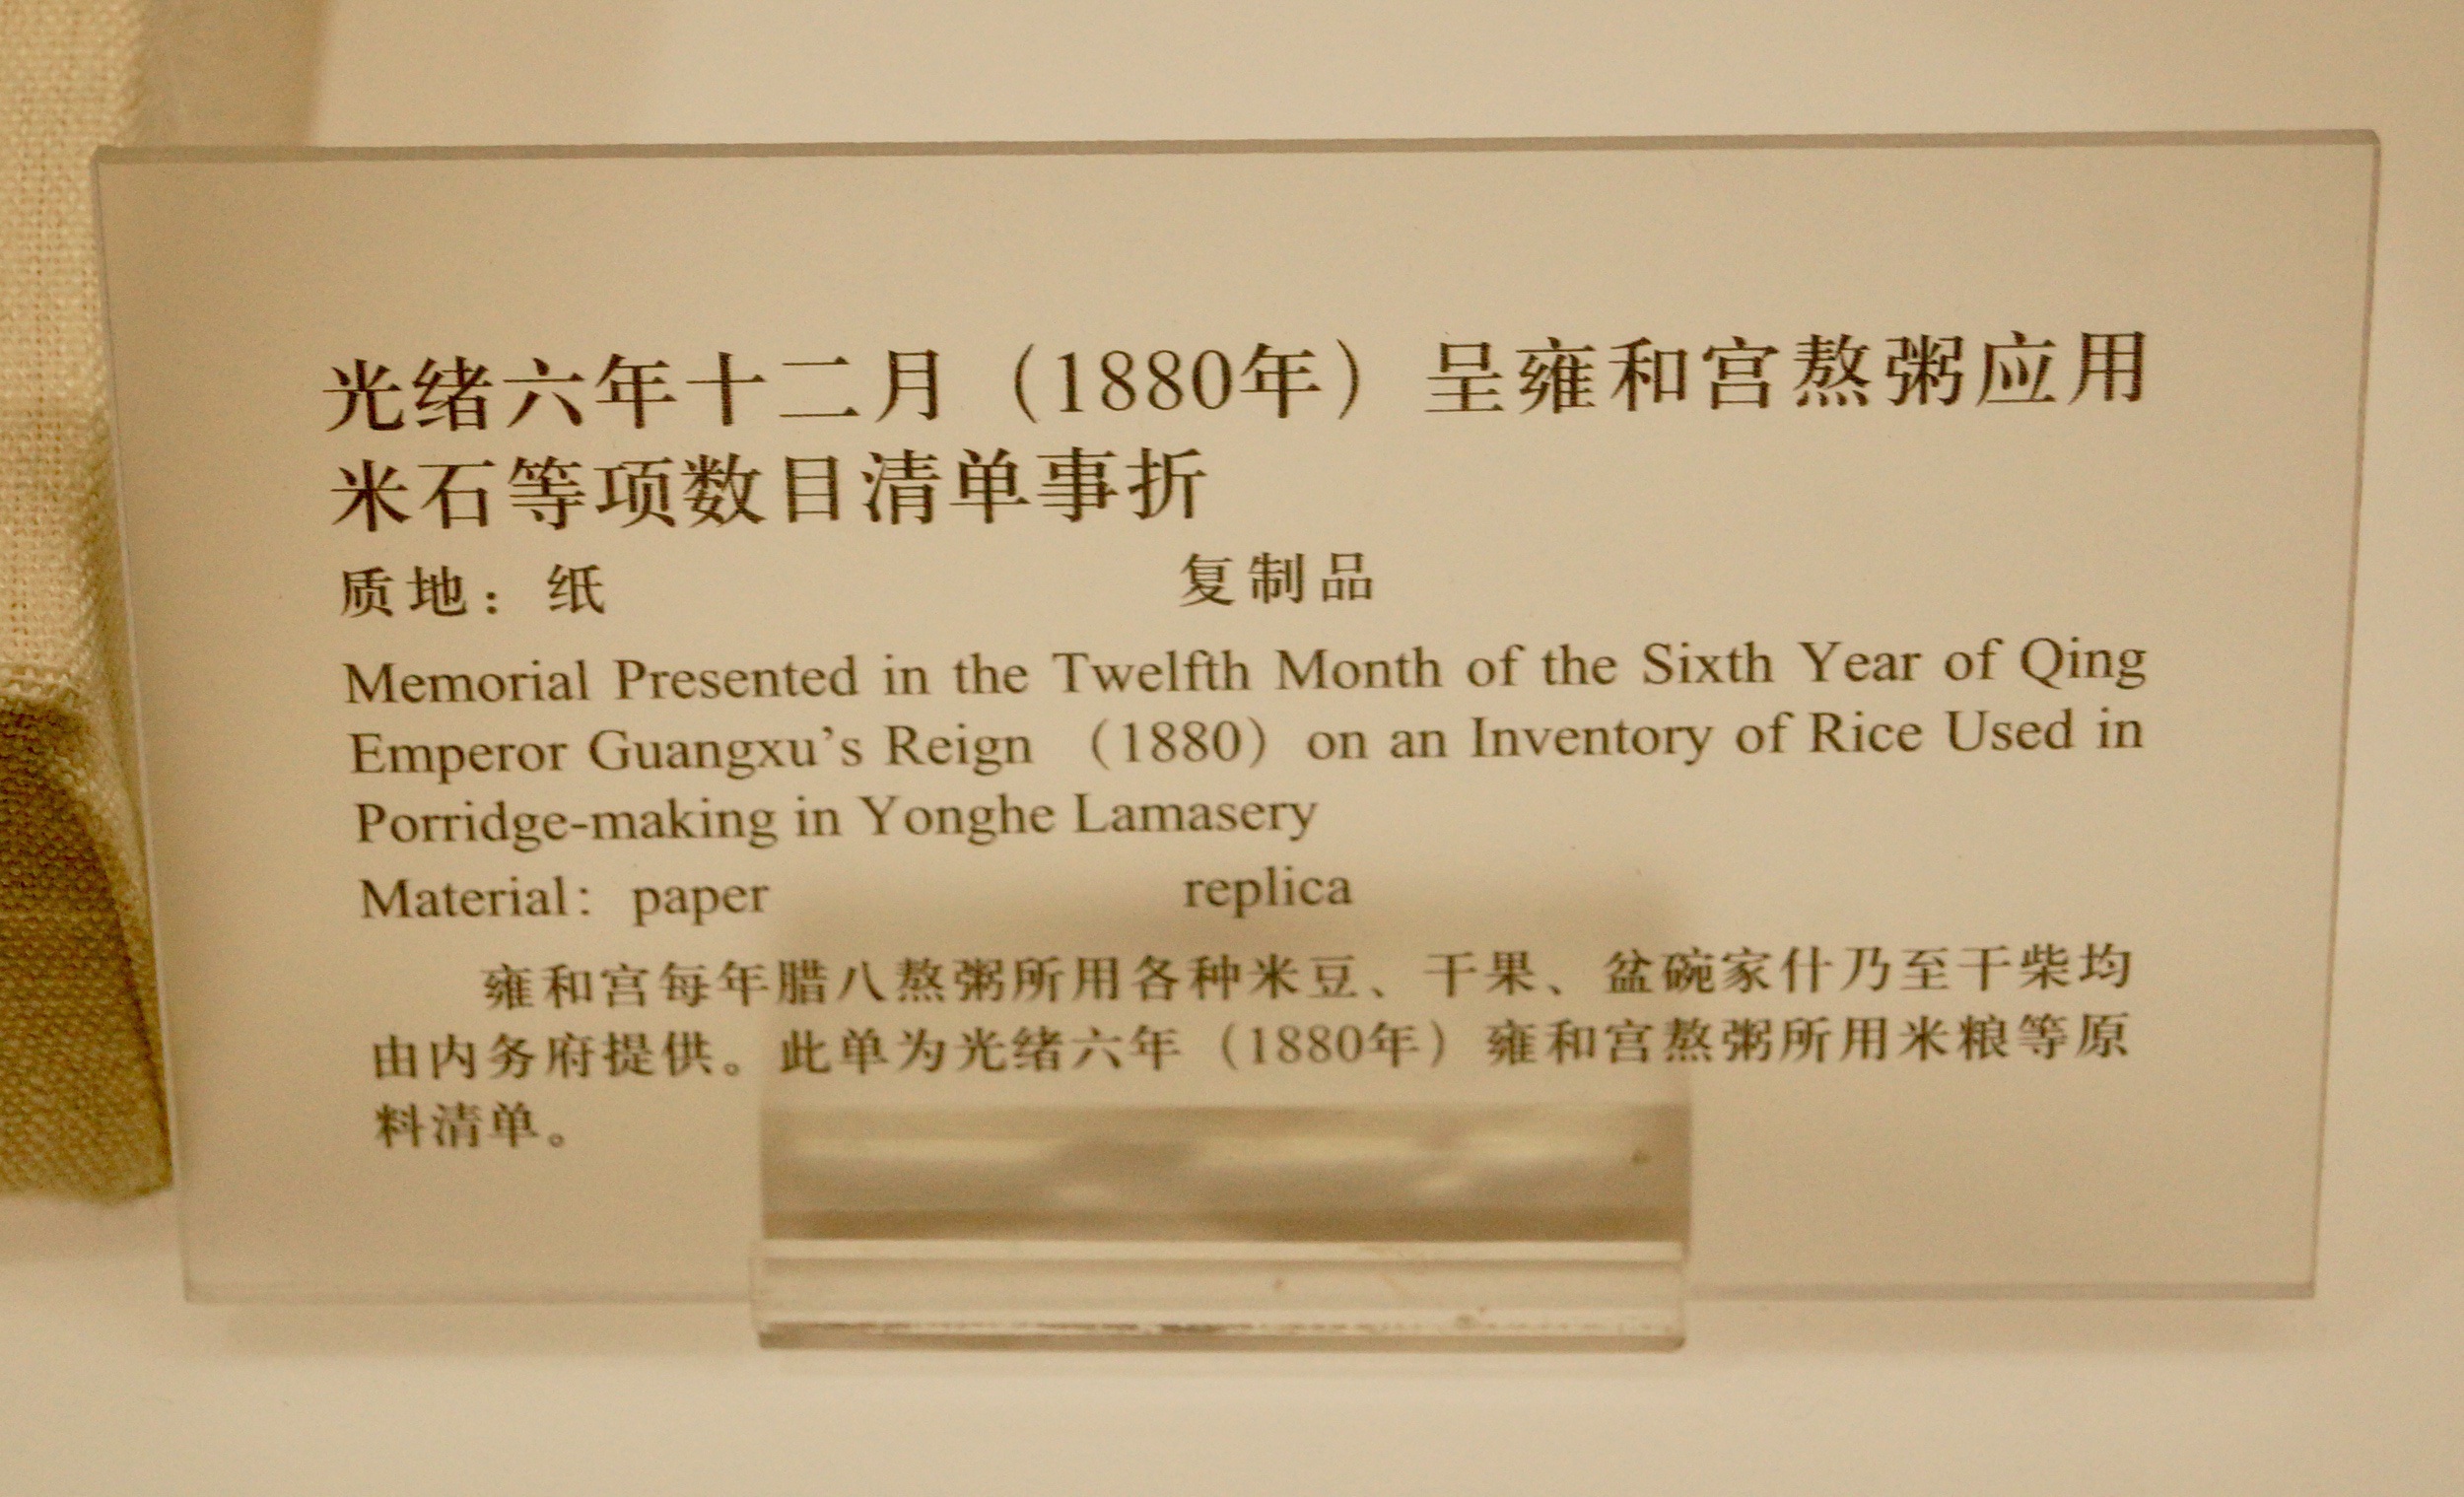 光绪六年十二月（1880年）呈雍和宫熬粥应用
米石等项数目清单事折
质地：纸 复制品
Memorial Presented in the Twelfth Month of the Sixth Year of Qing
Emperor Guangxu’s Reign （1880）on an Inventory of Rice Used in
Porridge-making in Yonghe Lamasery
Material: paper replica
雍和宫每年腊八熬粥所用各种米豆、干果、盆碗家什乃至干柴均
由内务府提供。此单为光绪六年（1880年）雍和宫熬粥所用米粮等原
料清单。